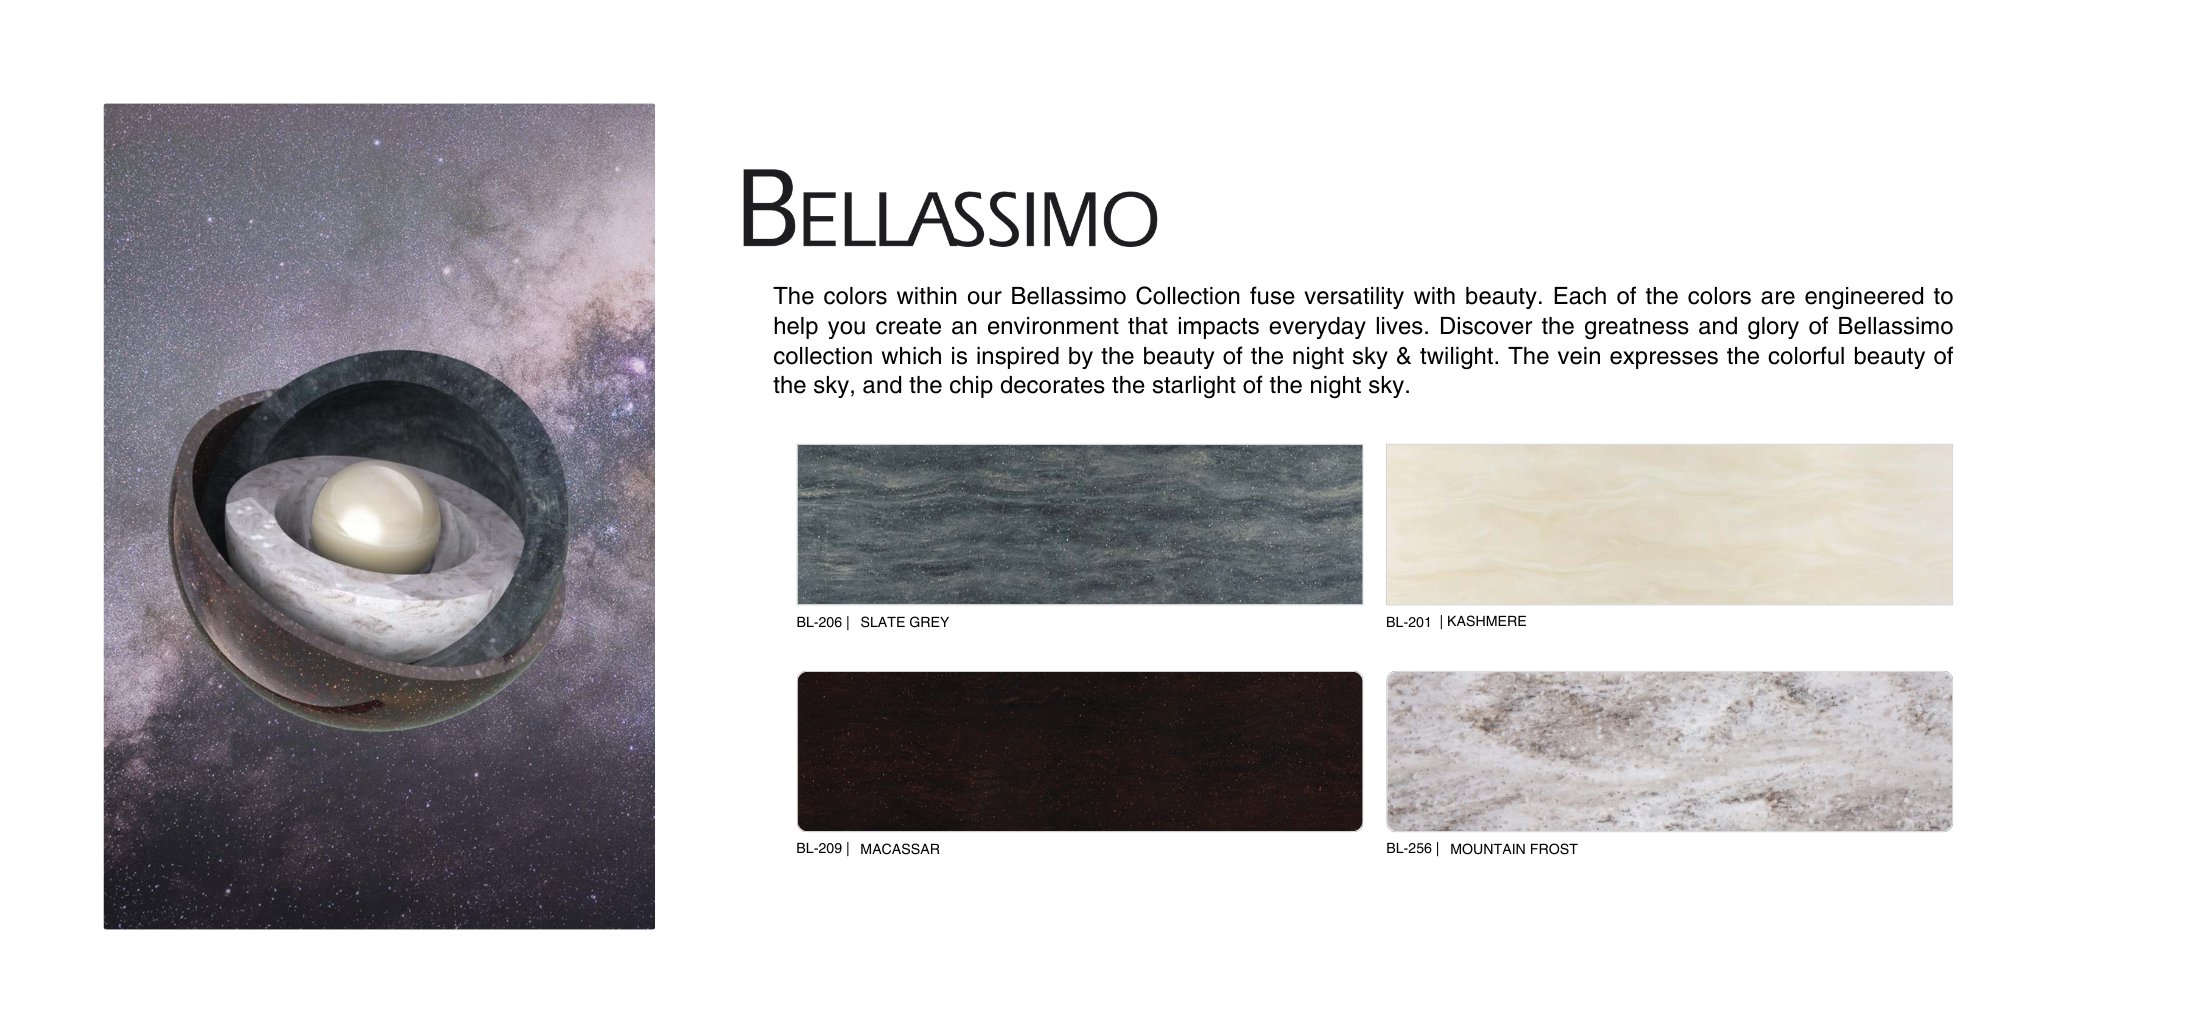 BELLASSIMO
The colors within our Bellassimo Collection fuse versatility with beauty. Each of the colors are engineered to
help you create an environment that impacts everyday lives. Discover the greatness and glory of Bellassimo
collection which is inspired by the beauty of the night sky & twilight. The vein expresses the colorful beauty of
the sky, and the chip decorates the starlight of the night sky.
BL-206 | SLATE GREY
BL-201 | KASHMERE
BL-209 | MACASSAR
BL-256 | MOUNTAIN FROST